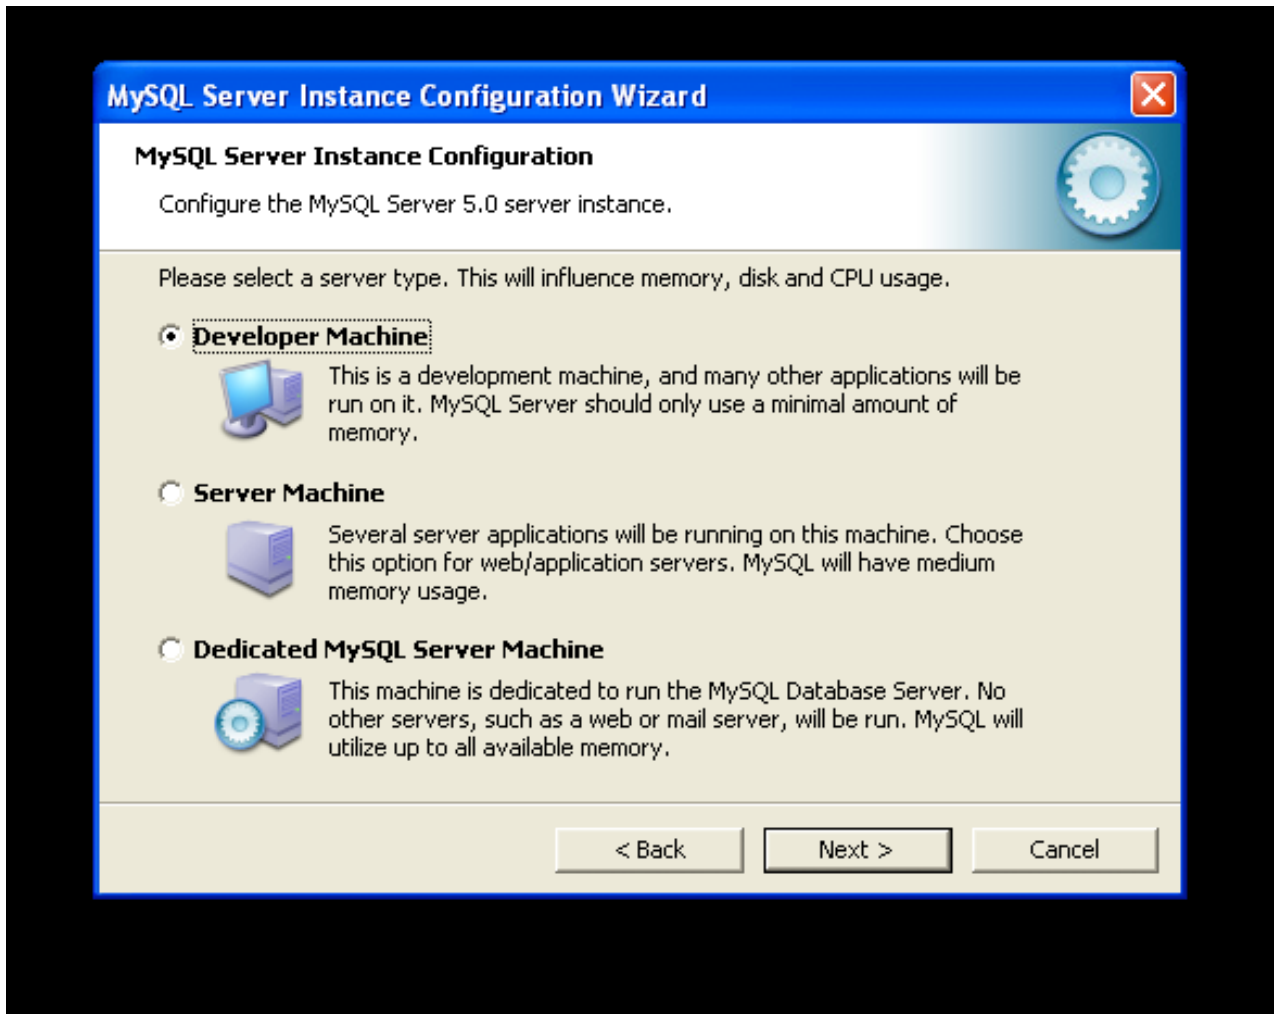 MySQL Server Instance Configuration Wizard
MySQL Server Instance Configuration
Configure the MySQL Server 5.0 server instance.
Please select a server type. This will influence memory, disk and CPU usage.
Developer Machine
This is a development machine, and many other applications will be
run on it. MySQL Server should only use a minimal amount of
memory.
Server Machine
Several server applications will be running on this machine. Choose
this option for web/application servers. MySQL will have medium
memory usage.
Dedicated MySQL Server Machine
This machine is dedicated to run the MySQL Database Server. No
other servers, such as a web or mail server, will be run. MySQL will
utilize up to all available memory.
< Back
Next >
Cancel